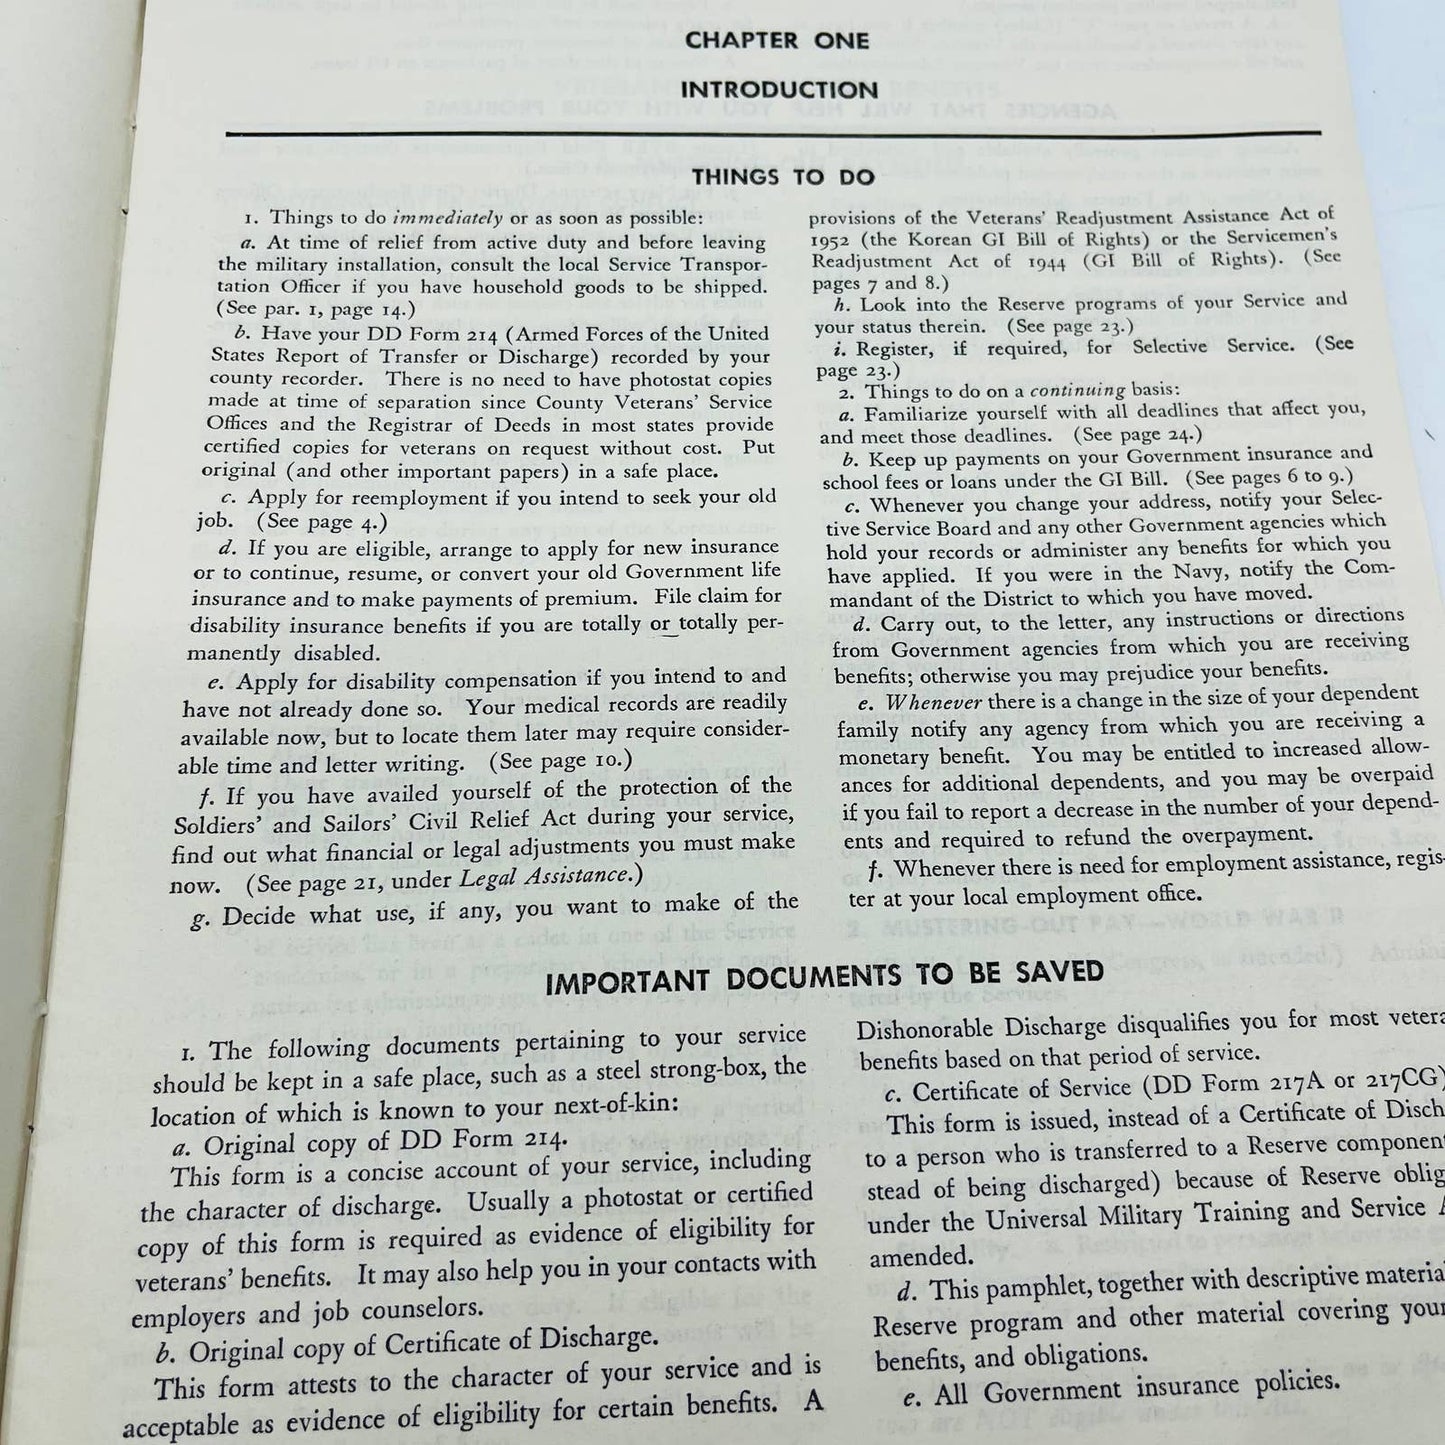 CHAPTER ONE
INTRODUCTION
THINGS TO DO
1. Things to do immediately or as soon as possible:
a. At time of relief from active duty and before leaving
the military installation, consult the local Service Transpor-
tation Officer if you have household goods to be shipped.
(See par. 1, page 14.)
b. Have your DD Form 214 (Armed Forces of the United
States Report of Transfer or Discharge) recorded by your
county recorder. There is no need to have photostat copies
made at time of separation since County Veterans' Service
Offices and the Registrar of Deeds in most states provide
certified copies for veterans on request without cost. Put
original (and other important papers) in a safe place.
c. Apply for reemployment if you intend to seek your old
job. (See page 4.)
d. If you are eligible, arrange to apply for new insurance
or to continue, resume, or convert your old Government life
insurance and to make payments of premium. File claim for
disability insurance benefits if you are totally or totally per-
manently disabled.
e. Apply for disability compensation if you intend to and
have not already done so. Your medical records are readily
available now, but to locate them later may require consider-
able time and letter writing. (See page 10.)
f. If you have availed yourself of the protection of the
Soldiers' and Sailors' Civil Relief Act during your service,
find out what financial or legal adjustments you must make
now. (See page 21, under Legal Assistance.)
g. Decide what use, if any, you want to make of the
provisions of the Veterans' Readjustment Assistance Act of
1952 (the Korean GI Bill of Rights) or the Servicemen's
Readjustment Act of 1944 (GI Bill of Rights). (See
pages 7 and 8.)
h. Look into the Reserve programs of your Service and
your status therein. (See page 23.)
i. Register, if required, for Selective Service. (See
page 23.)
2. Things to do on a continuing basis:
a. Familiarize yourself with all deadlines that affect you,
and meet those deadlines. (See page 24.)
b. Keep up payments on your Government insurance and
school fees or loans under the GI Bill. (See pages 6 to 9.)
c. Whenever you change your address, notify your Selec-
tive Service Board and any other Government agencies which
hold your records or administer any benefits for which you
have applied. If you were in the Navy, notify the Com-
mandant of the District to which you have moved.
d. Carry out, to the letter, any instructions or directions
from Government agencies from which you are receiving
benefits; otherwise you may prejudice your benefits.
e. Whenever there is a change in the size of your dependent
family notify any agency from which you are receiving a
monetary benefit. You may be entitled to increased allow-
ances for additional dependents, and you may be overpaid
if you fail to report a decrease in the number of your depend-
ents and required to refund the overpayment.
f. Whenever there is need for employment assistance, regis-
ter at your local employment office.
IMPORTANT DOCUMENTS TO BE SAVED
1. The following documents pertaining to your service
should be kept in a safe place, such as a steel strong-box, the
location of which is known to your next-of-kin:
a. Original copy of DD Form 214.
This form is a concise account of your service, including
the character of discharge. Usually a photostat or certified
copy of this form is required as evidence of eligibility for
veterans' benefits. It may also help you in your contacts with
employers and job counselors.
b. Original copy of Certificate of Discharge.
This form attests to the character of your service and is
acceptable as evidence of eligibility for certain benefits. A
Dishonorable Discharge disqualifies you for most vetera
benefits based on that period of service.
c. Certificate of Service (DD Form 217A or 217CG)
This form is issued, instead of a Certificate of Disch
to a person who is transferred to a Reserve component
stead of being discharged) because of Reserve oblig
under the Universal Military Training and Service A
amended.
d. This pamphlet, together with descriptive material
Reserve program and other material covering your
benefits, and obligations.
e. All Government insurance policies.